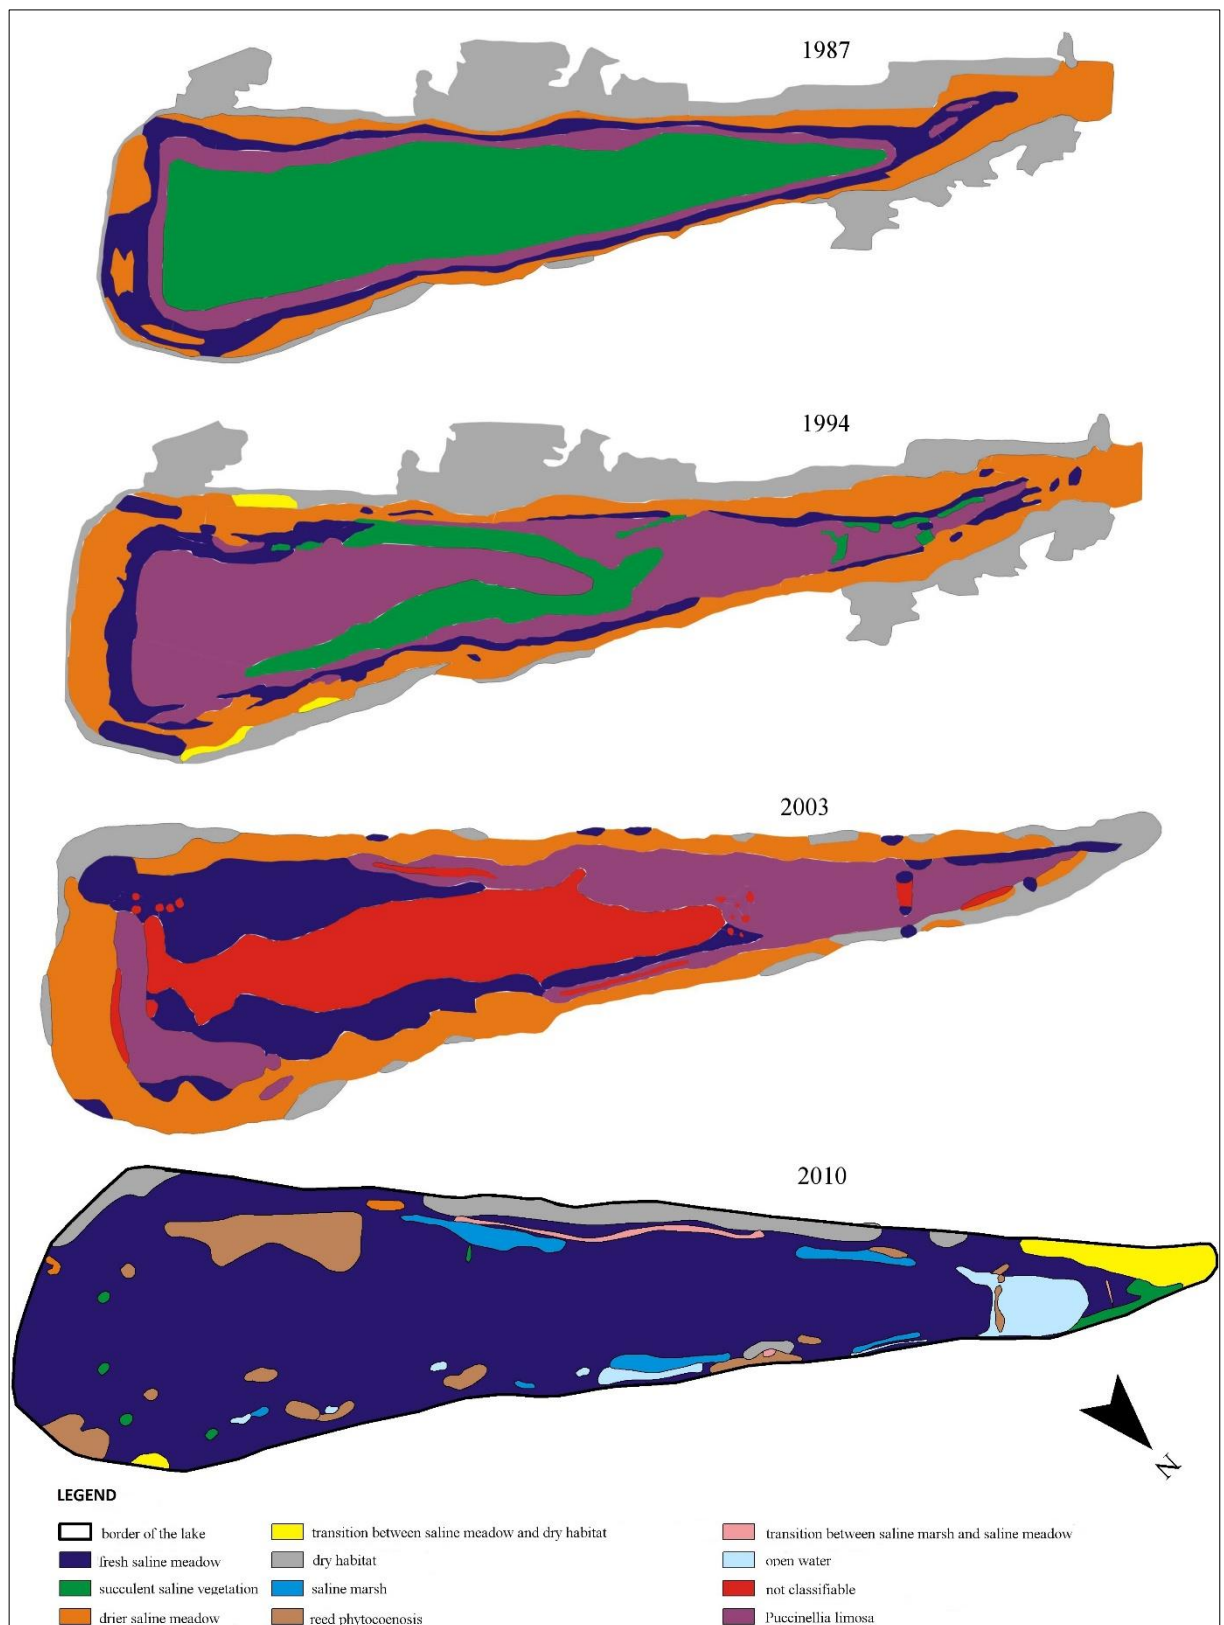 1987
1994
2003
2010
N
LEGEND
border of the lake
transition between saline meadow and dry habitat
transition between saline marsh and saline meadow
fresh saline meadow
dry habitat
open water
succulent saline vegetation
saline marsh
not classifiable
drier saline meadow
reed phytocoenosis
Puccinellia limosa